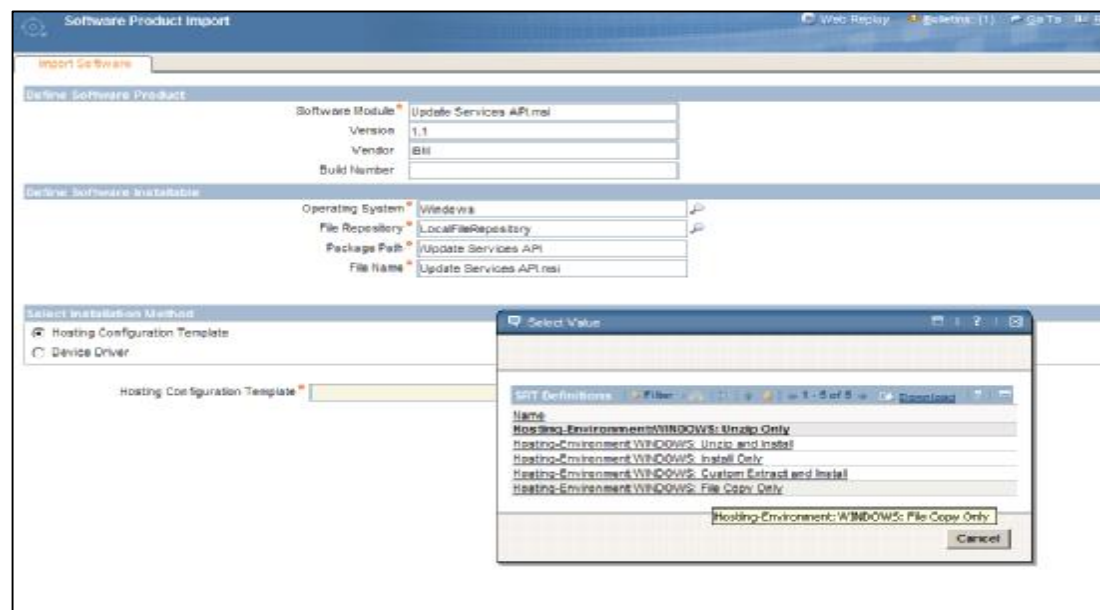 Software Product Import
Web Replay Bulletins: (1) Go To
Import Software
Define Software Product
Software Module* Update Services API.msi
Version 1.1
Vendor IBM
Build Number
Define Software Installable
Operating System* Windows
File Repository* LocalFileRepository
Package Path* /Update Services API
File Name* Update Services API.msi
Select Installation Method
Hosting Configuration Template
Device Driver
Hosting Configuration Template*
Select Value
SRT Definitions Filter 1 - 5 of 5 Download
Name
Hosting-Environment:WINDOWS: Unzip Only
Hosting-Environment:WINDOWS: Unzip and Install
Hosting-Environment:WINDOWS: Install Only
Hosting-Environment:WINDOWS: Custom Extract and Install
Hosting-Environment:WINDOWS: File Copy Only
Hosting-Environment: WINDOWS: File Copy Only
Cancel